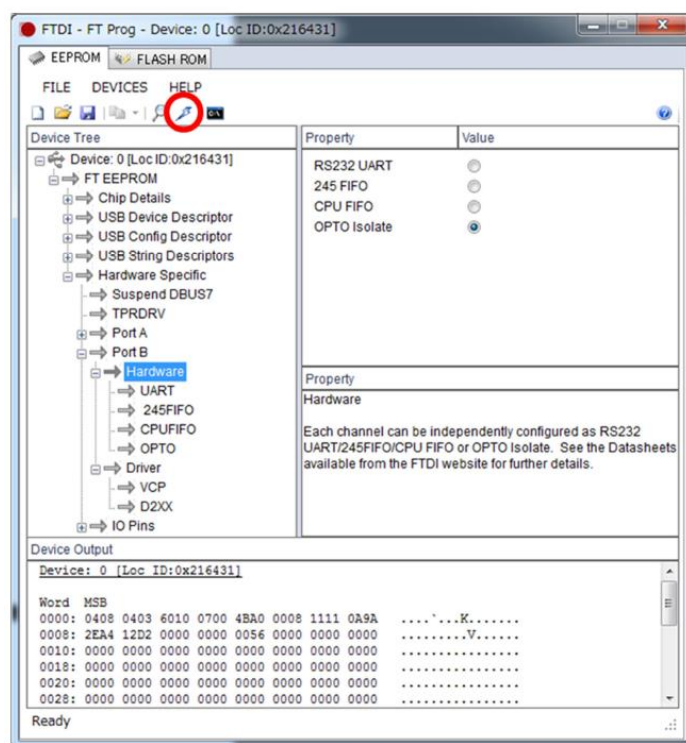 FTDI - FT Prog - Device: 0 [Loc ID:0x216431]
EEPROM FLASH ROM
FILE DEVICES HELP
C:\
Device Tree
Property Value
Device: 0 [Loc ID:0x216431]
FT EEPROM
Chip Details
USB Device Descriptor
USB Config Descriptor
USB String Descriptors
Hardware Specific
Suspend DBUS7
TPRDRV
Port A
Port B
Hardware
UART
245FIFO
CPUFIFO
OPTO
Driver
VCP
D2XX
IO Pins
RS232 UART
245 FIFO
CPU FIFO
OPTO Isolate
Property
Hardware
Each channel can be independently configured as RS232
UART/245FIFO/CPU FIFO or OPTO Isolate. See the Datasheets
available from the FTDI website for further details.
Device Output
Device: 0 [Loc ID:0x216431]
Word MSB
0000: 0408 0403 6010 0700 4BA0 0008 1111 0A9A ....`...K.......
0008: 2EA4 12D2 0000 0000 0056 0000 0000 0000 .........V......
0010: 0000 0000 0000 0000 0000 0000 0000 0000 ................
0018: 0000 0000 0000 0000 0000 0000 0000 0000 ................
0020: 0000 0000 0000 0000 0000 0000 0000 0000 ................
0028: 0000 0000 0000 0000 0000 0000 0000 0000 ................
Ready